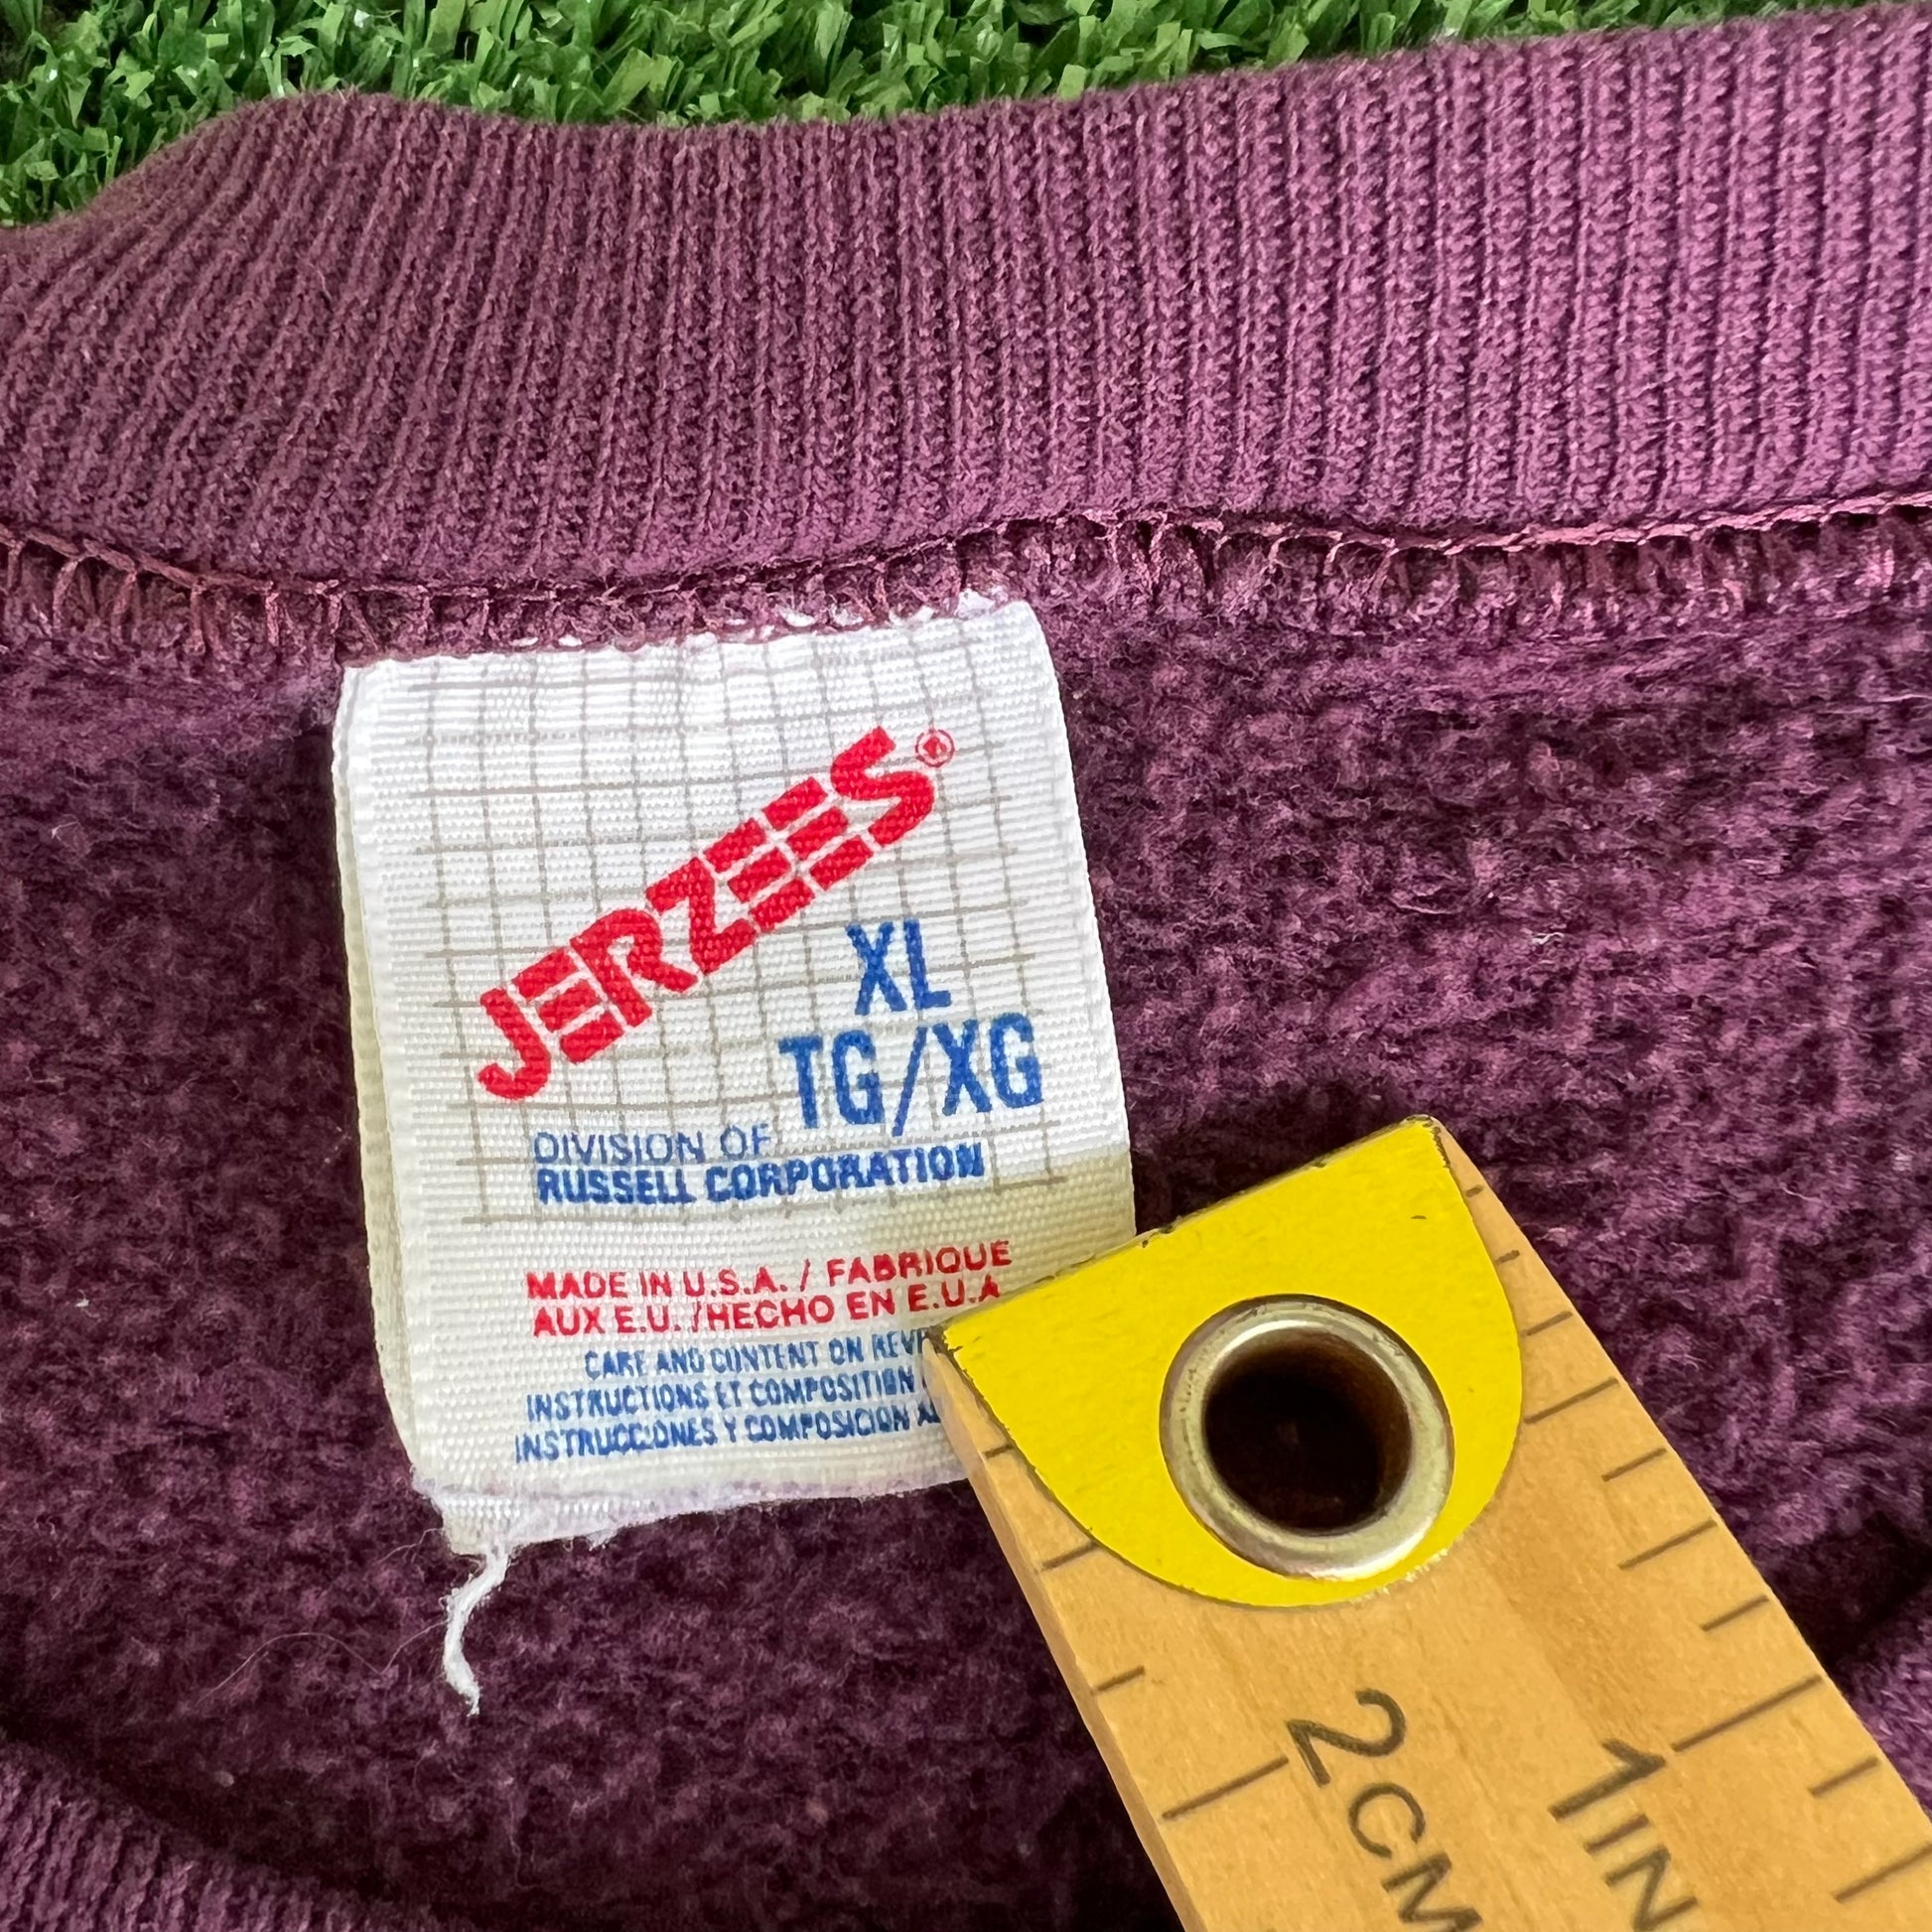 JERZEES®
XL
TG/XG
DIVISION OF
RUSSELL CORPORATION
MADE IN U.S.A. / FABRIQUE
AUX E.U. /HECHO EN E.U.A
CARE AND CONTENT ON
INSTRUCTIONS ET COMPOSITION
INSTRUCCIONES Y COMPOSICION
2CM
1IN